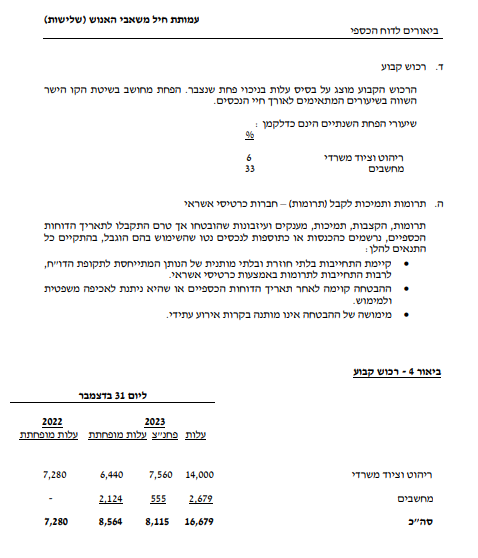 עמותת חיל משאבי האנוש (שלישות)
ביאורים לדוח הכספי
ד. רכוש קבוע
הרכוש הקבוע מוצג על בסיס עלות בניכוי פחת שנצבר. הפחת מחושב בשיטת הקו הישר
השווה בשיעורים המתאימים לאורך חיי הנכסים.
שיעורי הפחת השנתיים הינם כדלקמן :
%
ריהוט וציוד משרדי 6
מחשבים 33
ה. תרומות ותמיכות לקבל (תרומות) – חברות כרטיסי אשראי
תרומות, הקצבות, תמיכות, מענקים ועיזבונות שהובטחו אך טרם התקבלו לתאריך הדוחות
הכספיים, נרשמים כהכנסות או כתוספות לנכסים נטו שהשימוש בהם הוגבל, בהתקיים כל
התנאים להלן :
• קיימת התחייבות בלתי חוזרת ובלתי מותנית של הנותן המתייחסת לתקופת הדו"ח,
לרבות התחייבות לתרומות באמצעות כרטיסי אשראי.
• ההבטחה קוימה לאחר תאריך הדוחות הכספיים או שהיא ניתנת לאכיפה משפטית
ולמימוש.
• מימושה של ההבטחה אינו מותנה בקרות אירוע עתידי.
ביאור 4 - רכוש קבוע
ליום 31 בדצמבר
2023 2022
עלות פחנ"צ עלות מופחתת עלות מופחתת
ריהוט וציוד משרדי 14,000 7,560 6,440 7,280
מחשבים 2,679 555 2,124 -
סה"כ 16,679 8,115 8,564 7,280